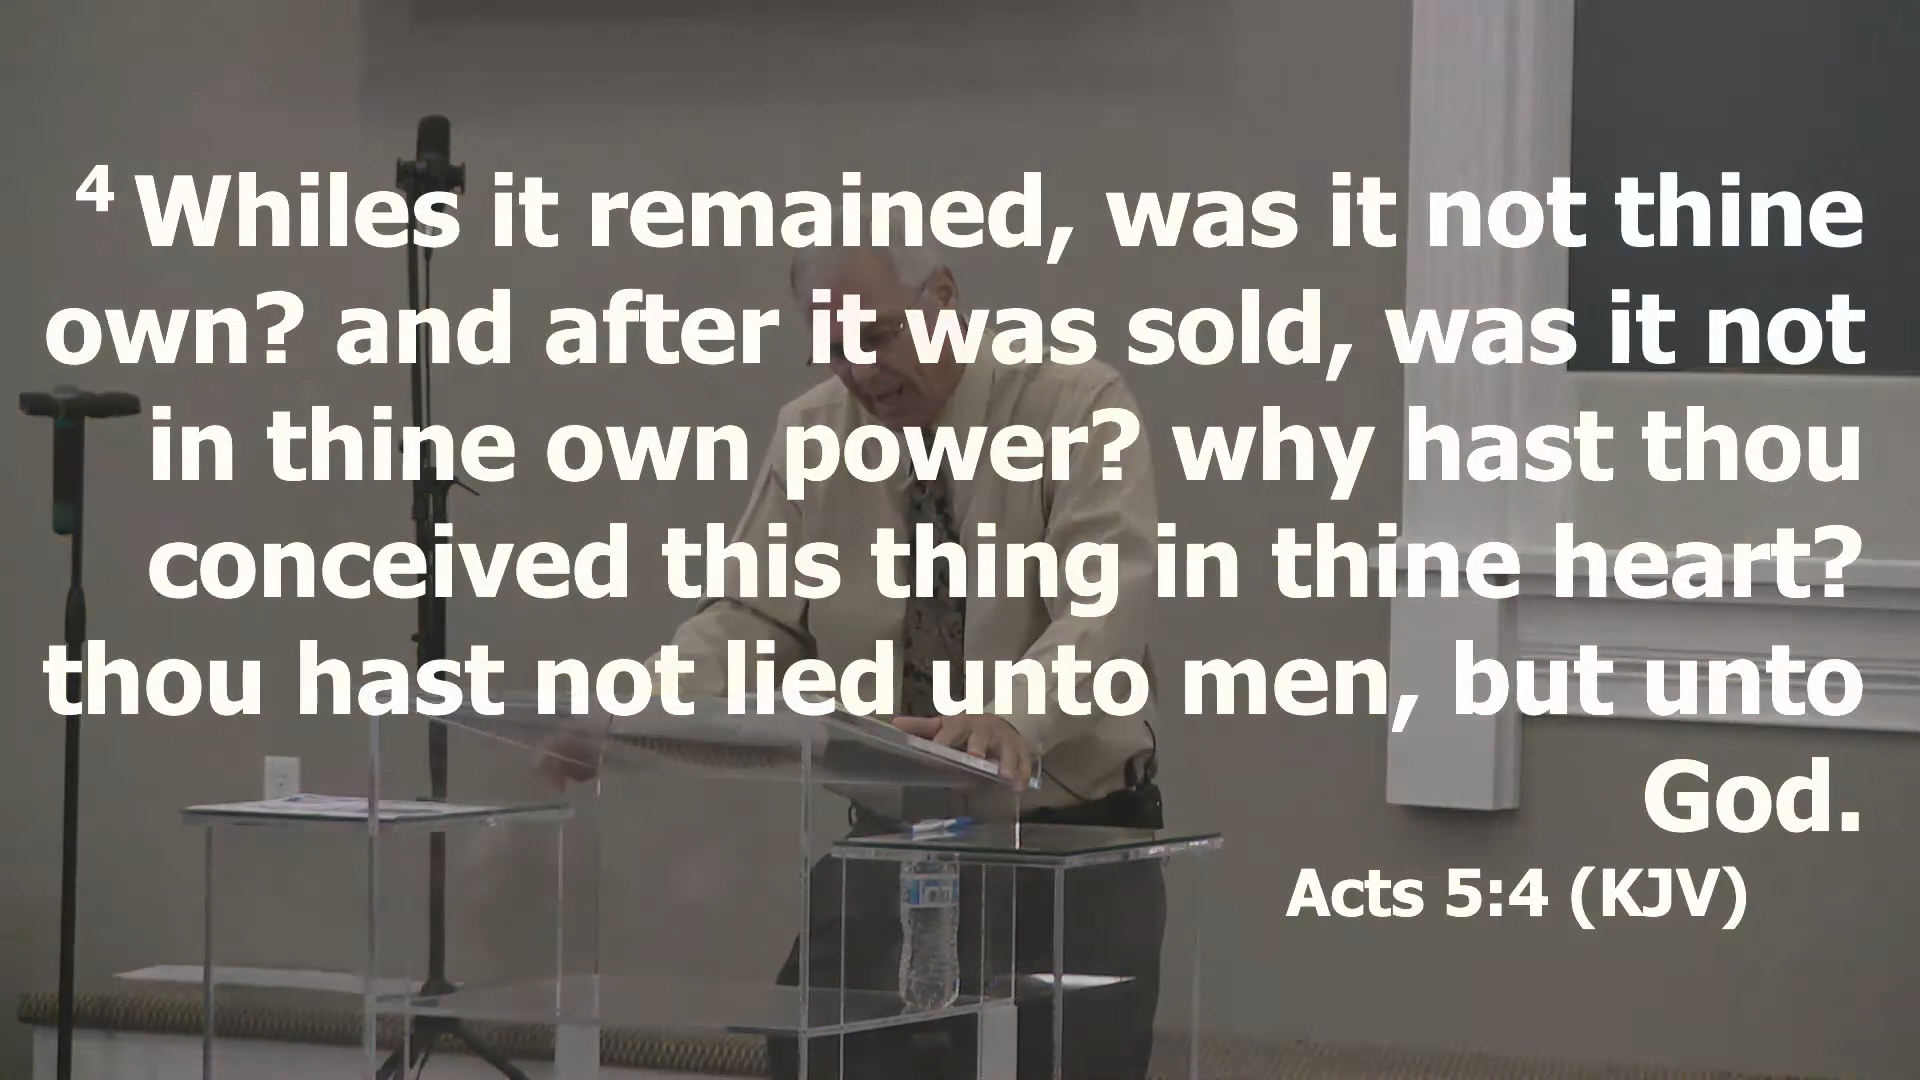 4 Whiles it remained, was it not thine
own? and after it was sold, was it not
in thine own power? why hast thou
conceived this thing in thine heart?
thou hast not lied unto men, but unto
God.
Acts 5:4 (KJV)